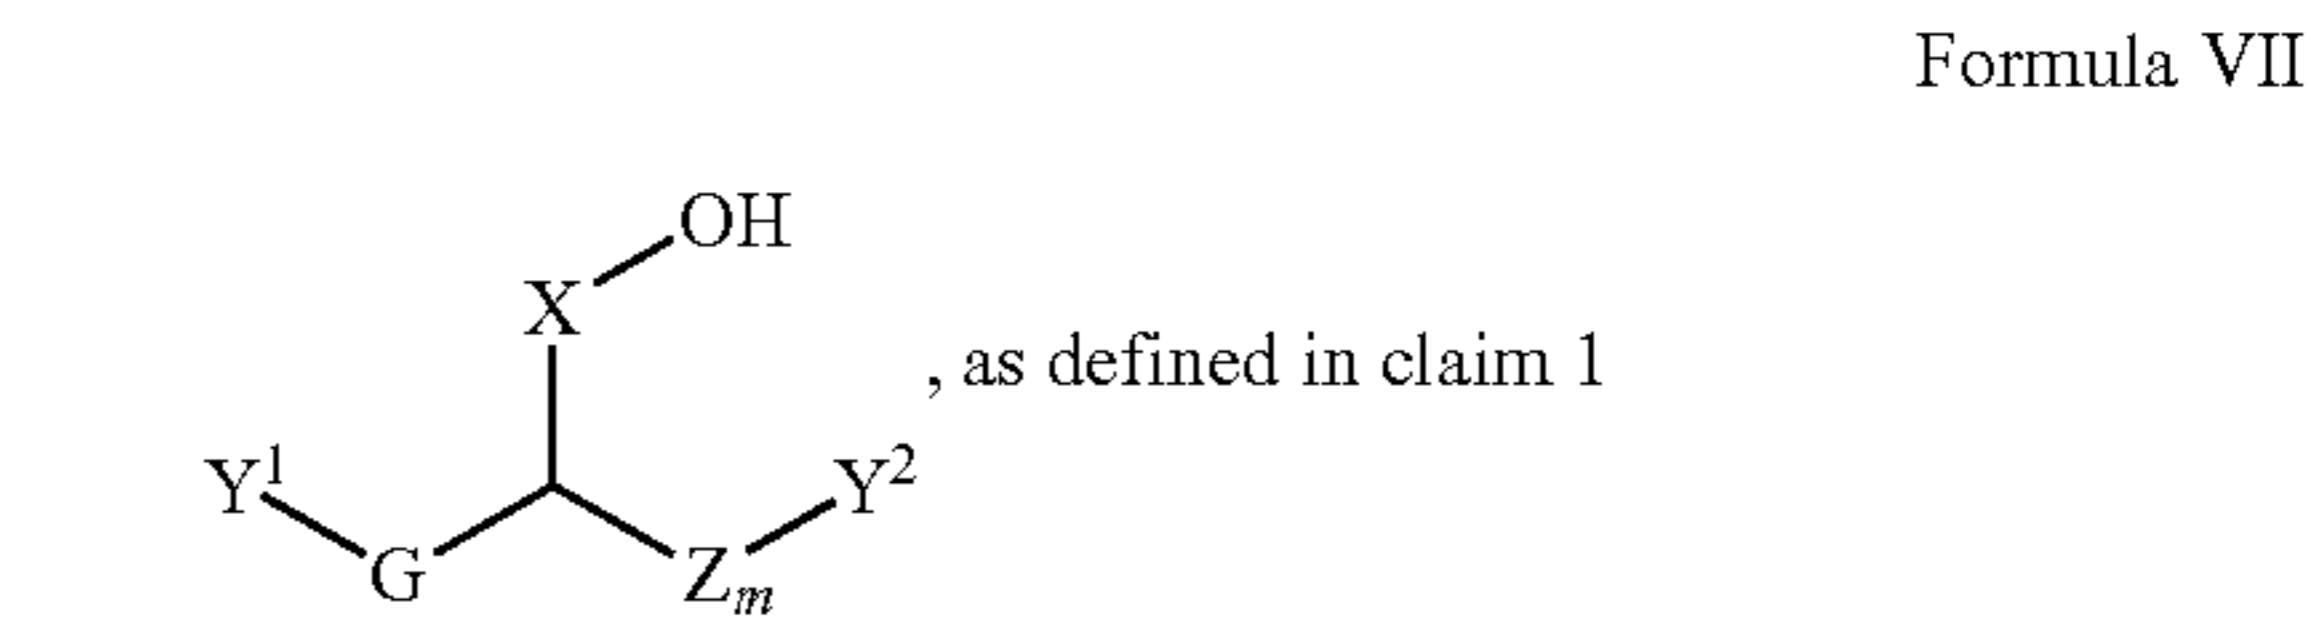 Formula VII
OH
X
, as defined in claim 1
Y¹ Y²
G Zₘ